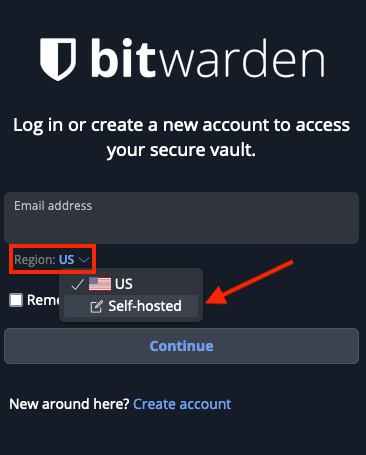 bitwarden
Log in or create a new account to access
your secure vault.
Email address
Region: US
US
Self-hosted
Continue
New around here? Create account